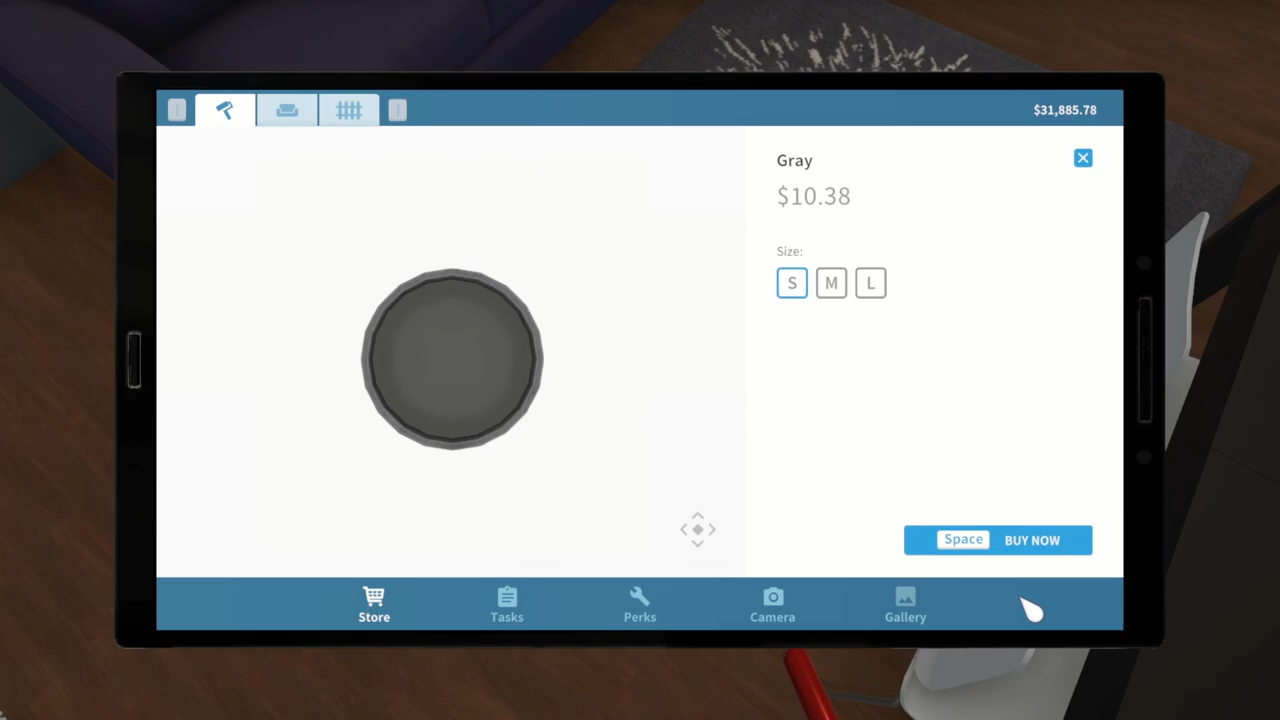 $31,885.78
Gray
$10.38
Size:
S M L
Space BUY NOW
Store Tasks Perks Camera Gallery